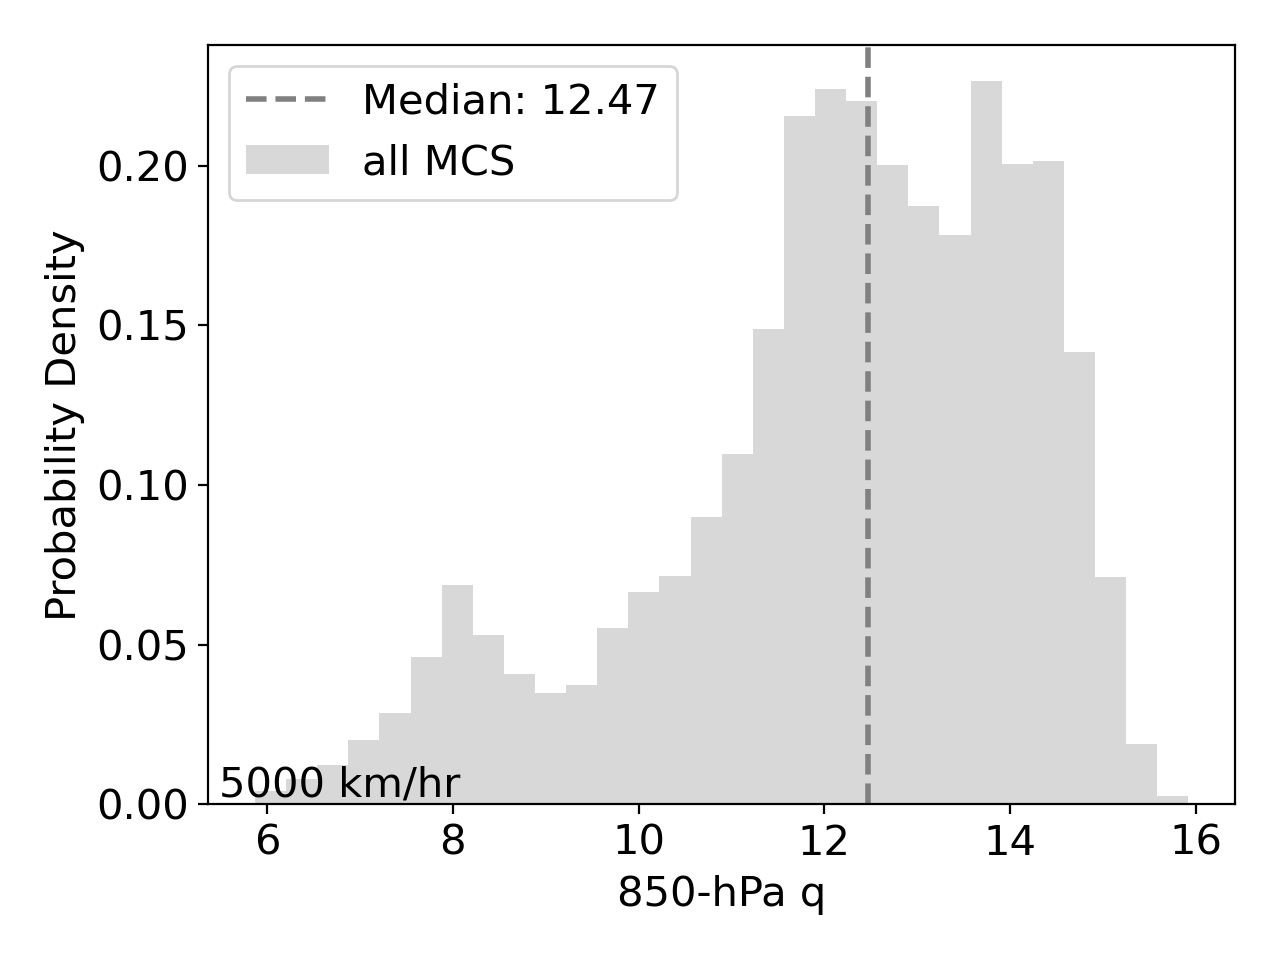 Median: 12.47
all MCS
0.20
0.15
0.10
0.05
0.00
Probability Density
5000 km/hr
6 8 10 12 14 16
850-hPa q